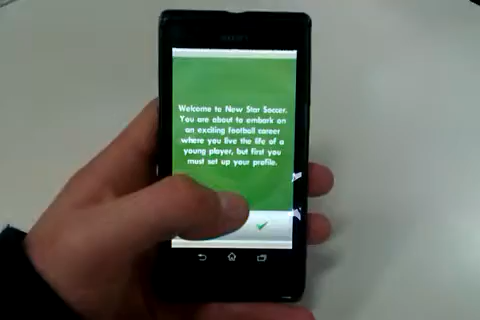 SONY
Welcome to New Star Soccer.
You are about to embark on
an exciting football career
where you live the life of a
young player, but first you
must set up your profile.